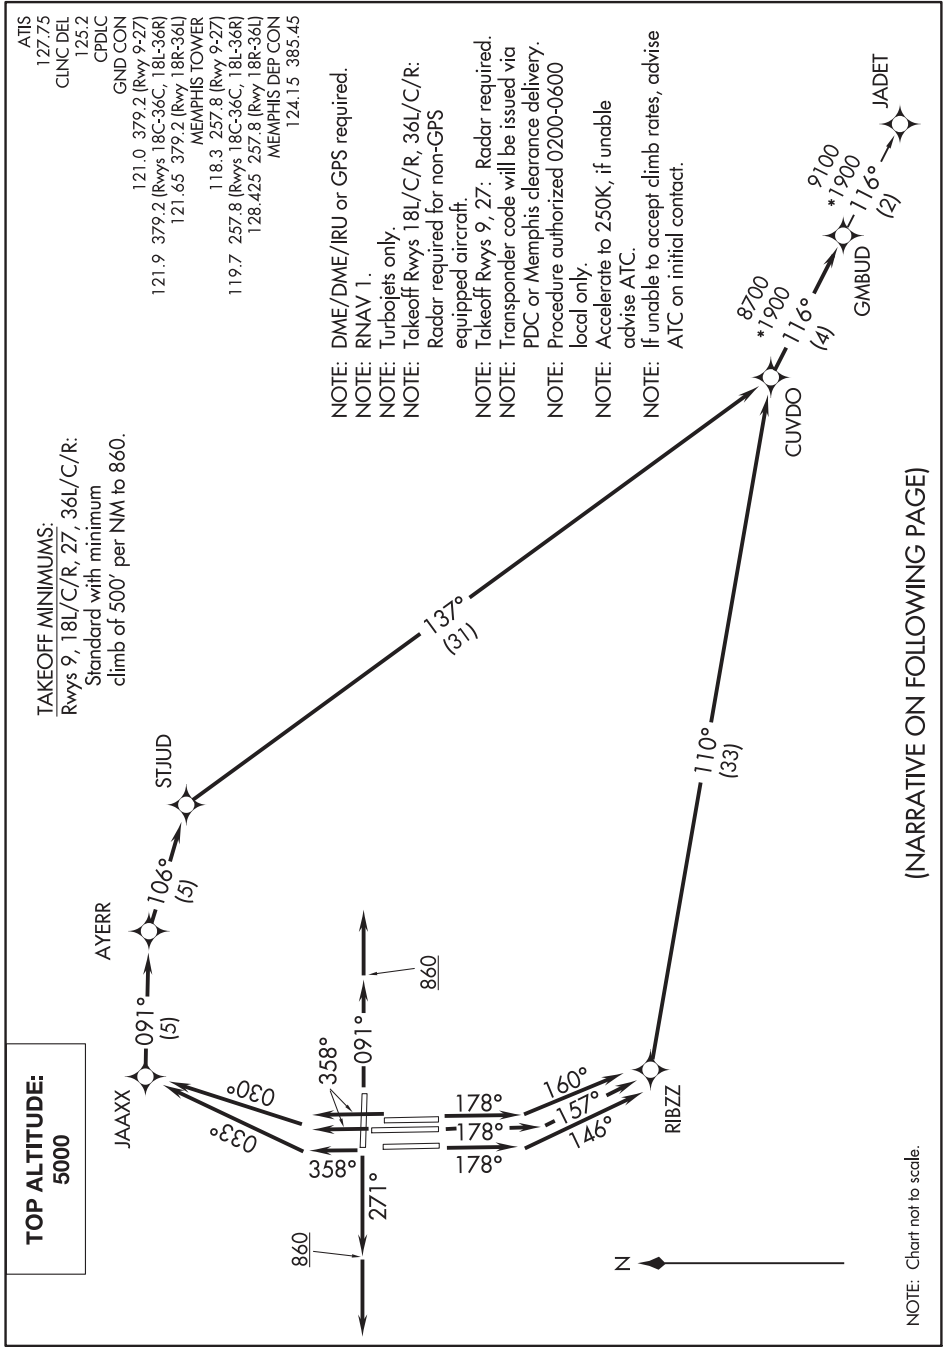 TOP ALTITUDE:
5000
TAKEOFF MINIMUMS:
Rwys 9, 18L/C/R, 27, 36L/C/R:
Standard with minimum
climb of 500' per NM to 860.
ATIS
127.75
CLNC DEL
125.2
CPDLC
GND CON
121.0 379.2 (Rwy 9-27)
121.9 379.2 (Rwys 18C-36C, 18L-36R)
121.65 379.2 (Rwy 18R-36L)
MEMPHIS TOWER
118.3 257.8 (Rwy 9-27)
119.7 257.8 (Rwys 18C-36C, 18L-36R)
128.425 257.8 (Rwy 18R-36L)
MEMPHIS DEP CON
124.15 385.45
NOTE: DME/DME/IRU or GPS required.
NOTE: RNAV 1.
NOTE: Turbojets only.
NOTE: Takeoff Rwys 18L/C/R, 36L/C/R:
Radar required for non-GPS
equipped aircraft.
NOTE: Takeoff Rwys 9, 27: Radar required.
NOTE: Transponder code will be issued via
PDC or Memphis clearance delivery.
NOTE: Procedure authorized 0200-0600
local only.
NOTE: Accelerate to 250K, if unable
advise ATC.
NOTE: If unable to accept climb rates, advise
ATC on initial contact.
JAAXX
091°
(5)
AYERR
106°
(5)
STJUD
137°
(31)
033°
030°
358°
358°
091°
860
271°
860
178°
178°
178°
160°
157°
146°
RIBZZ
110°
(33)
CUVDO
8700
*1900
116°
(4)
GMBUD
9100
*1900
116°
(2)
JADET
N
NOTE: Chart not to scale.
(NARRATIVE ON FOLLOWING PAGE)